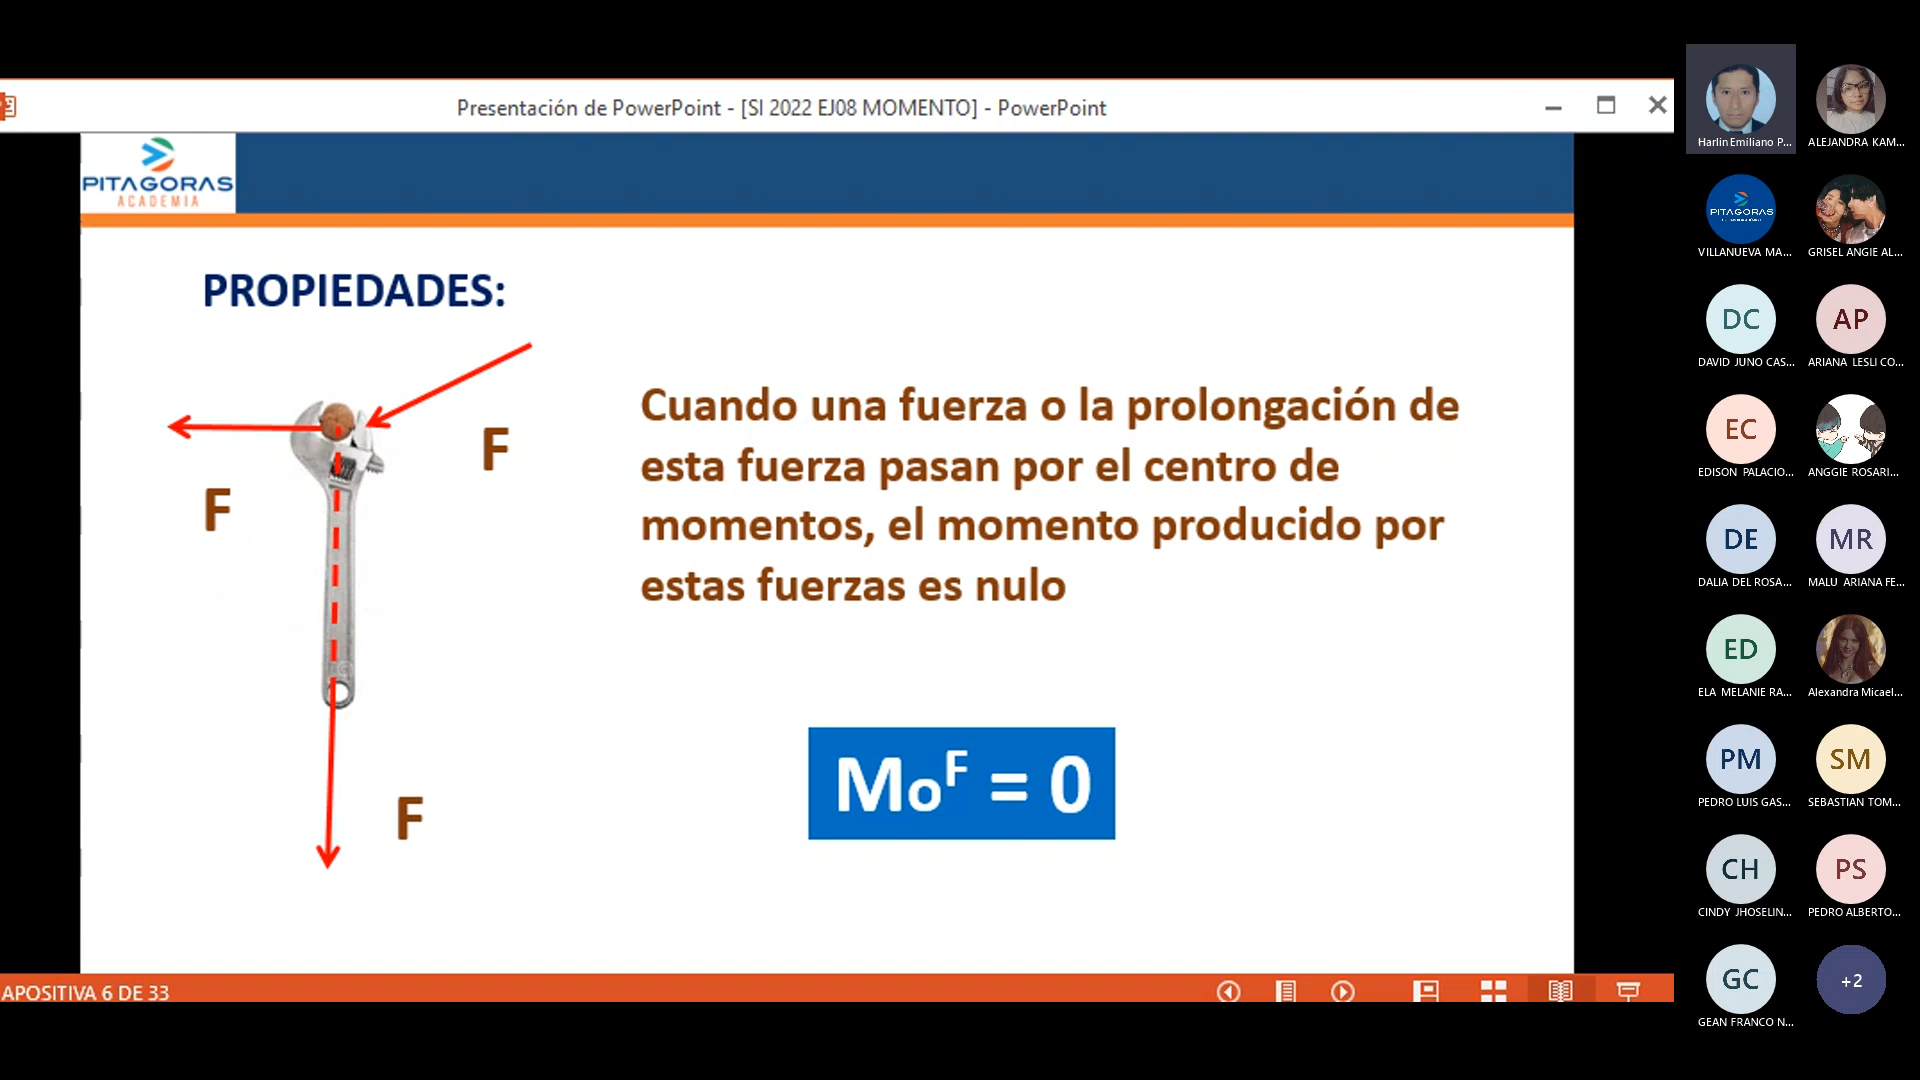 Presentación de PowerPoint - [SI 2022 EJ08 MOMENTO] - PowerPoint
PITAGORAS
ACADEMIA
PROPIEDADES:
F
F
F
Cuando una fuerza o la prolongación de
esta fuerza pasan por el centro de
momentos, el momento producido por
estas fuerzas es nulo
Mo^F = 0
APOSITIVA 6 DE 33
Harlin Emiliano P...
ALEJANDRA KAM...
PITAGORAS
VILLANUEVA MA...
GRISEL ANGIE AL...
DC
DAVID JUNO CAS...
AP
ARIANA LESLI CO...
EC
EDISON PALACIO...
ANGGIE ROSARI...
DE
DALIA DEL ROSA...
MR
MALU ARIANA FE...
ED
ELA MELANIE RA...
Alexandra Micael...
PM
PEDRO LUIS GAS...
SM
SEBASTIAN TOM...
CH
CINDY JHOSELIN...
PS
PEDRO ALBERTO...
GC
GEAN FRANCO N...
+2